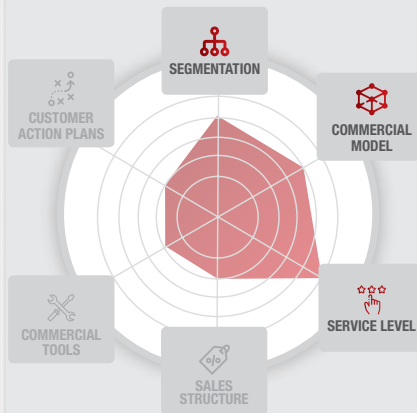 SEGMENTATION
CUSTOMER
ACTION PLANS
COMMERCIAL
MODEL
COMMERCIAL
TOOLS
SERVICE LEVEL
%
SALES
STRUCTURE